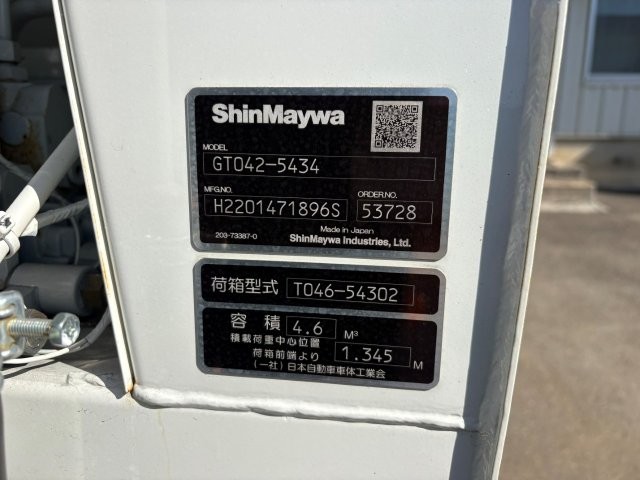 ShinMaywa
MODEL
GT042-5434
MFG.NO. ORDER.NO.
H2201471896S 53728
Made in Japan
203-73387-0 ShinMaywa Industries, Ltd.
荷箱型式 T046-54302
容積 4.6 M³
積載荷重中心位置
荷箱前端より 1.345 M
(一社)日本自動車車体工業会